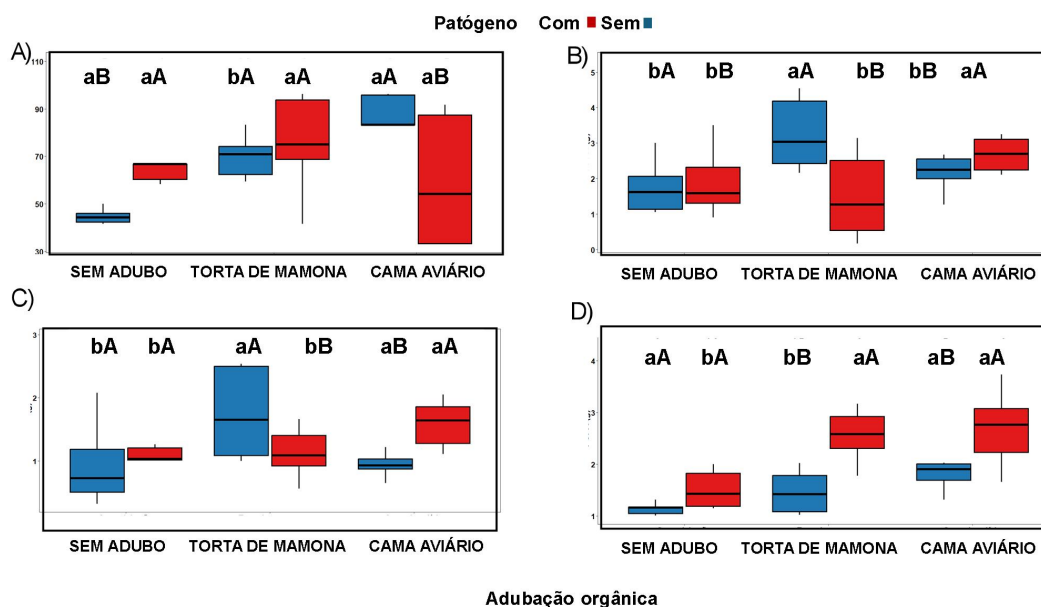 Patógeno Com Sem
A)
110
90
70
50
30
aB aA bA aA aA aB
SEM ADUBO TORTA DE MAMONA CAMA AVIÁRIO
B)
5
4
3
2
1
0
bA bB aA bB bB aA
SEM ADUBO TORTA DE MAMONA CAMA AVIÁRIO
C)
3
2
1
bA bA aA bB aB aA
SEM ADUBO TORTA DE MAMONA CAMA AVIÁRIO
D)
4
3
2
1
aA bA bB aA aB aA
SEM ADUBO TORTA DE MAMONA CAMA AVIÁRIO
Adubação orgânica